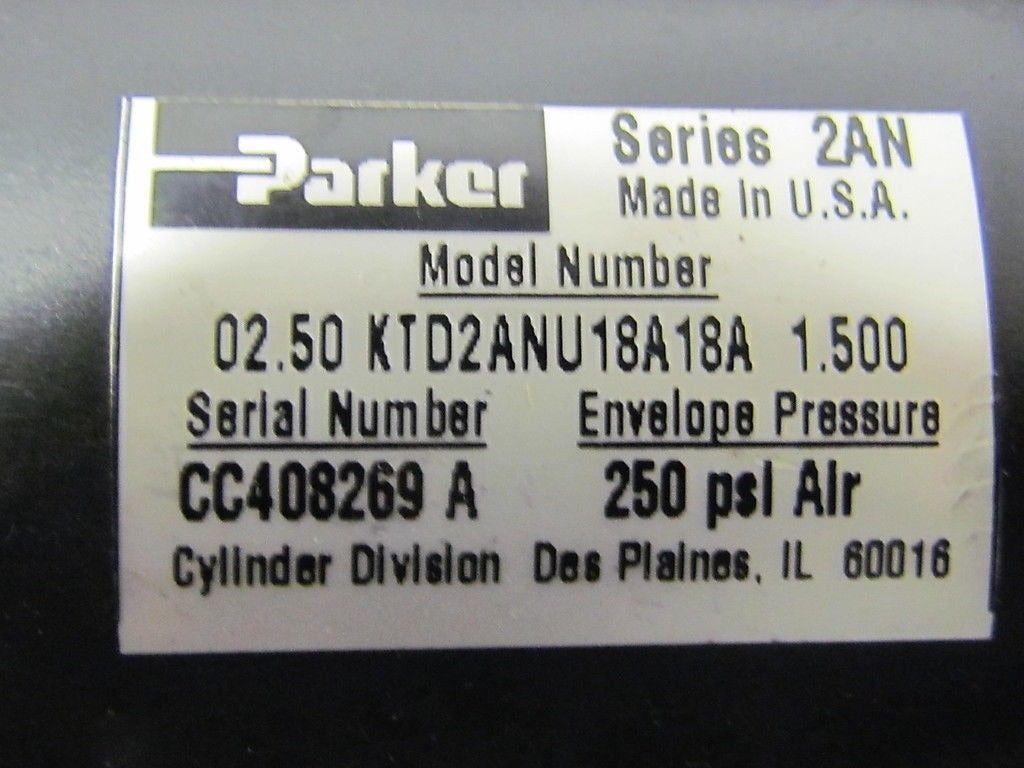 Parker
Series 2AN
Made In U.S.A.
Model Number
02.50 KTD2ANU18A18A 1.500
Serial Number Envelope Pressure
CC408269 A 250 psi Air
Cylinder Division Des Plaines, IL 60016